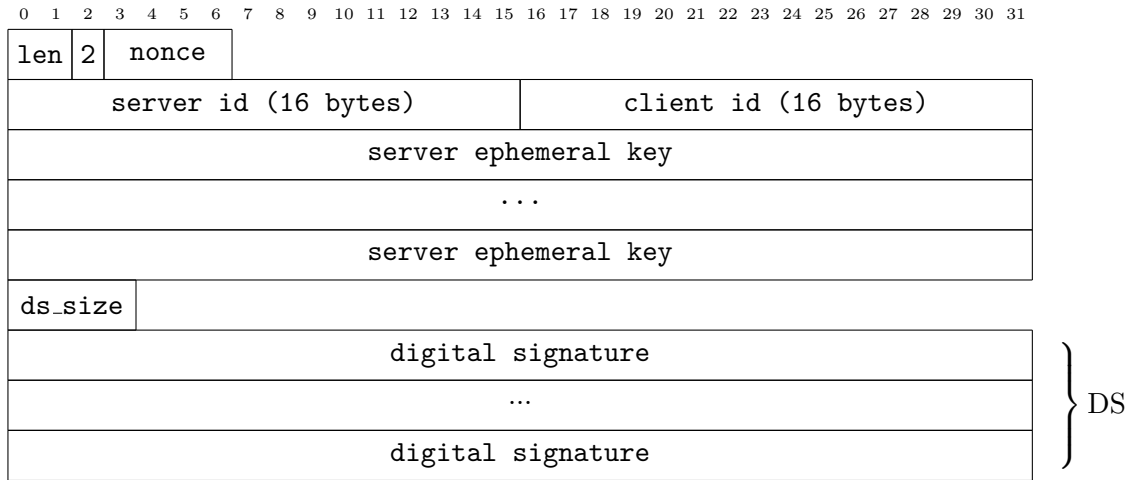 0 1 2 3 4 5 6 7 8 9 10 11 12 13 14 15 16 17 18 19 20 21 22 23 24 25 26 27 28 29 30 31
len 2 nonce
server id (16 bytes) client id (16 bytes)
server ephemeral key
...
server ephemeral key
ds_size
digital signature
...
DS
digital signature